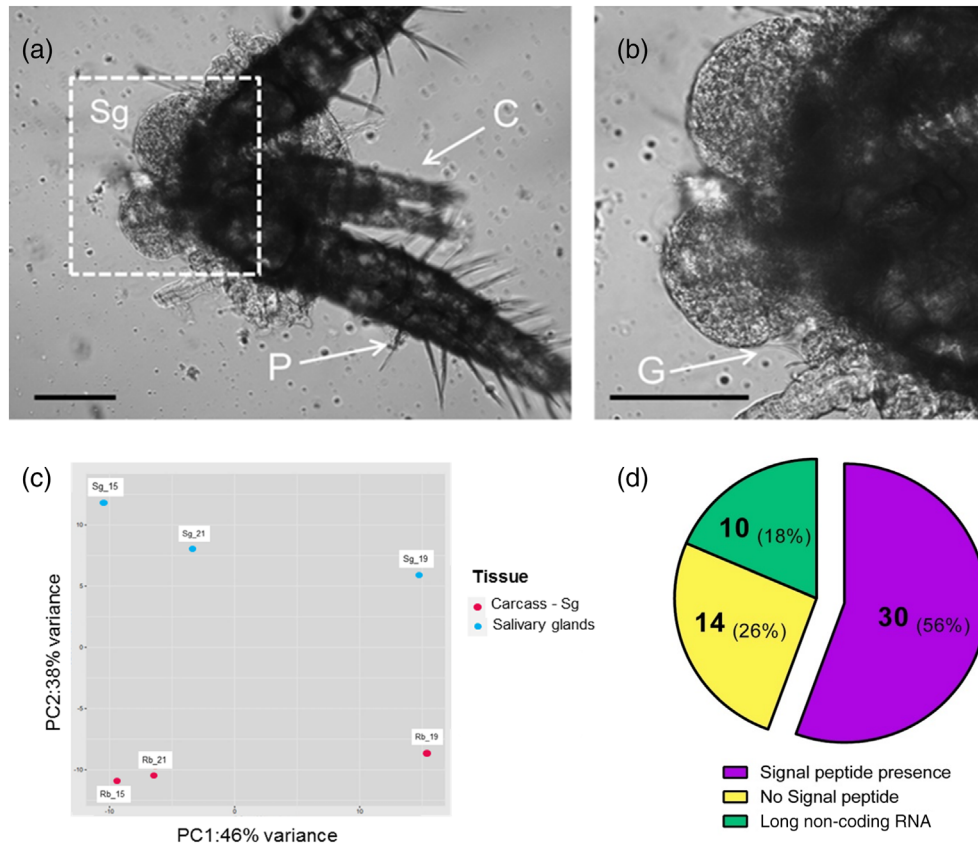 (a)
Sg
C
P
(b)
G
(c)
Sg_15
Sg_21
Sg_19
Rb_19
Rb_21
Rb_15
10
5
0
-5
-10
-10
0
10
PC2:38% variance
PC1:46% variance
Tissue
Carcass - Sg
Salivary glands
(d)
10 (18%)
14 (26%)
30 (56%)
Signal peptide presence
No Signal peptide
Long non-coding RNA